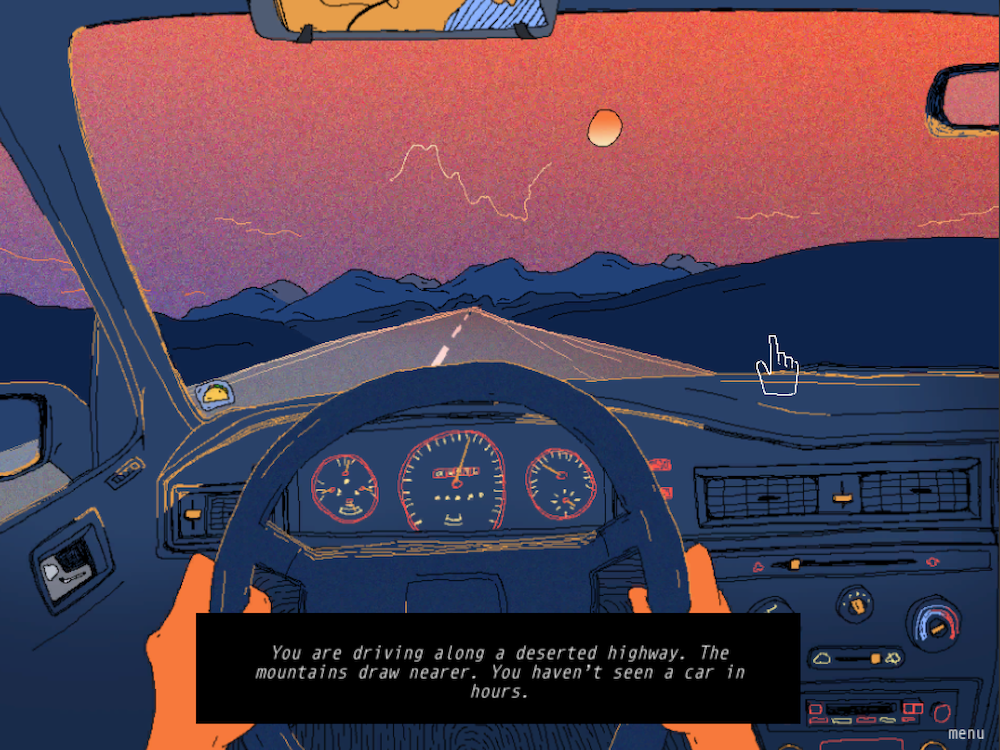 You are driving along a deserted highway. The
mountains draw nearer. You haven't seen a car in
hours.
menu